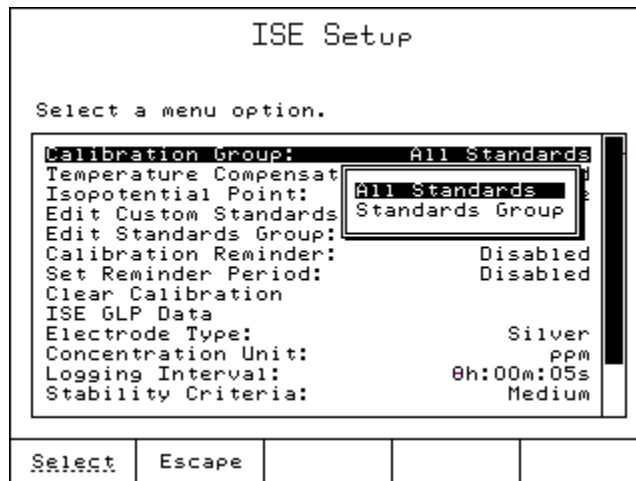 ISE Setup
Select a menu option.
Calibration Group: All Standards
Temperature Compensat
All Standards
Standards Group
Isopotential Point:
Edit Custom Standards
Edit Standards Group:
Calibration Reminder: Disabled
Set Reminder Period: Disabled
Clear Calibration
ISE GLP Data
Electrode Type: Silver
Concentration Unit: ppm
Logging Interval: 0h:00m:05s
Stability Criteria: Medium
Select Escape